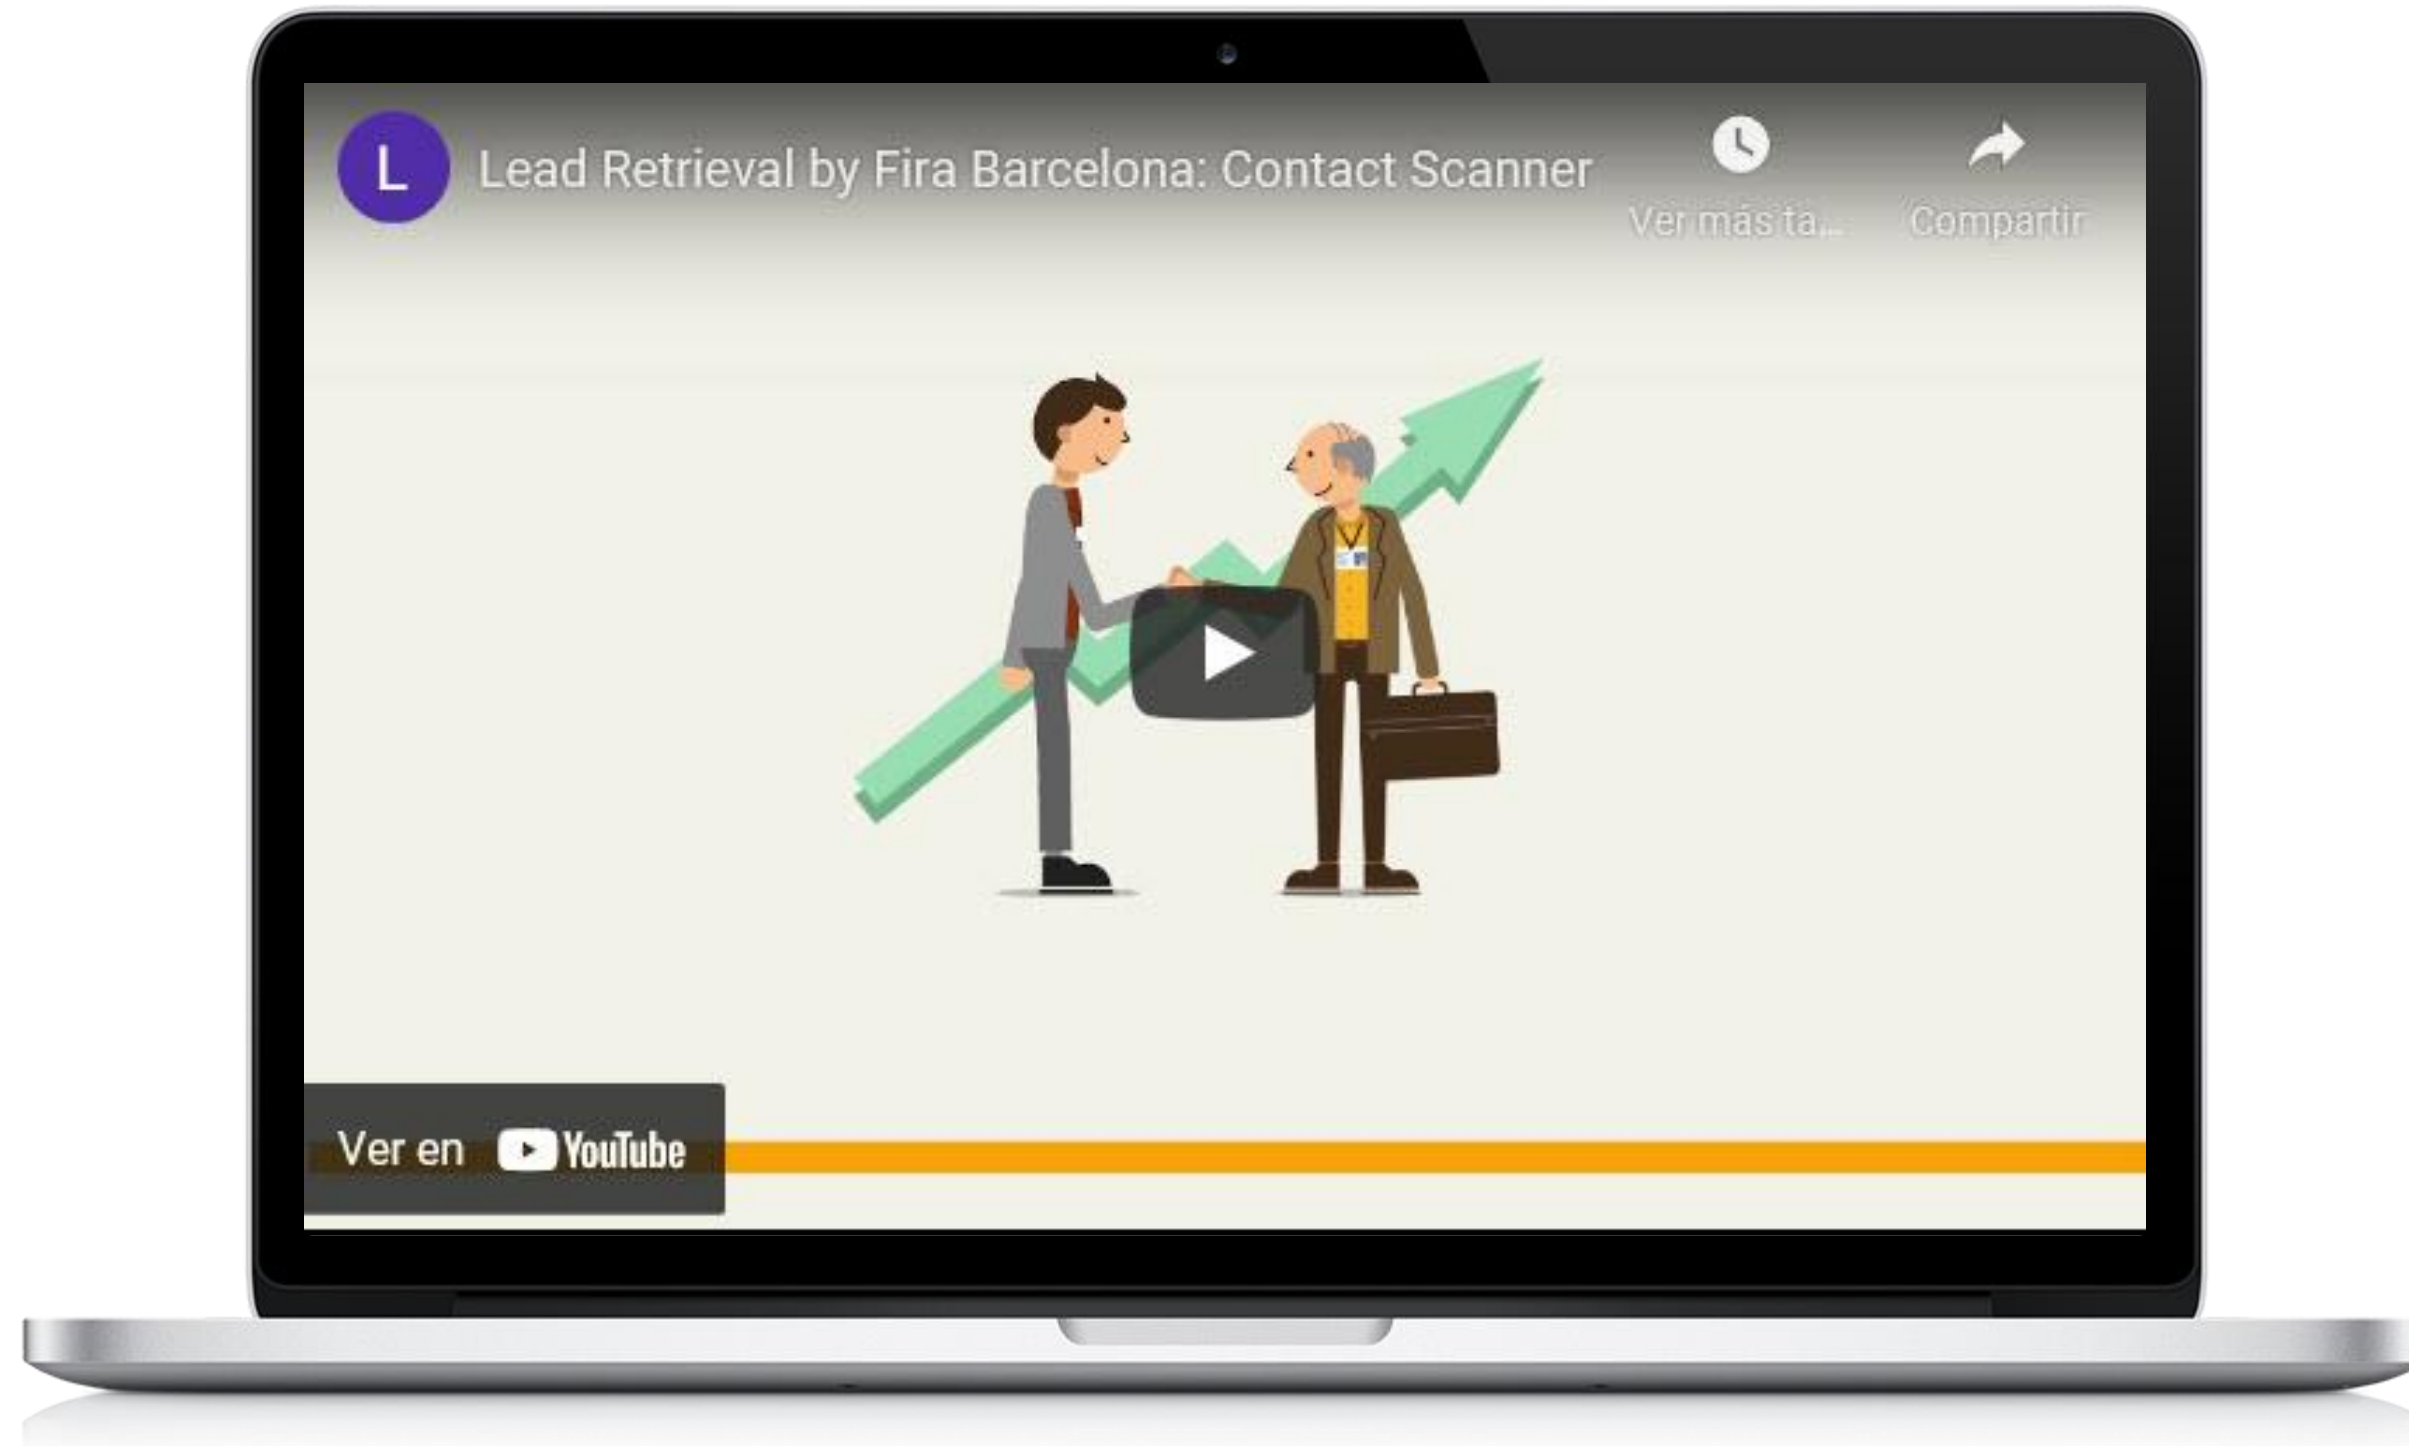 L
Lead Retrieval by Fira Barcelona: Contact Scanner
Ver más ta...
Compartir
Ver en YouTube